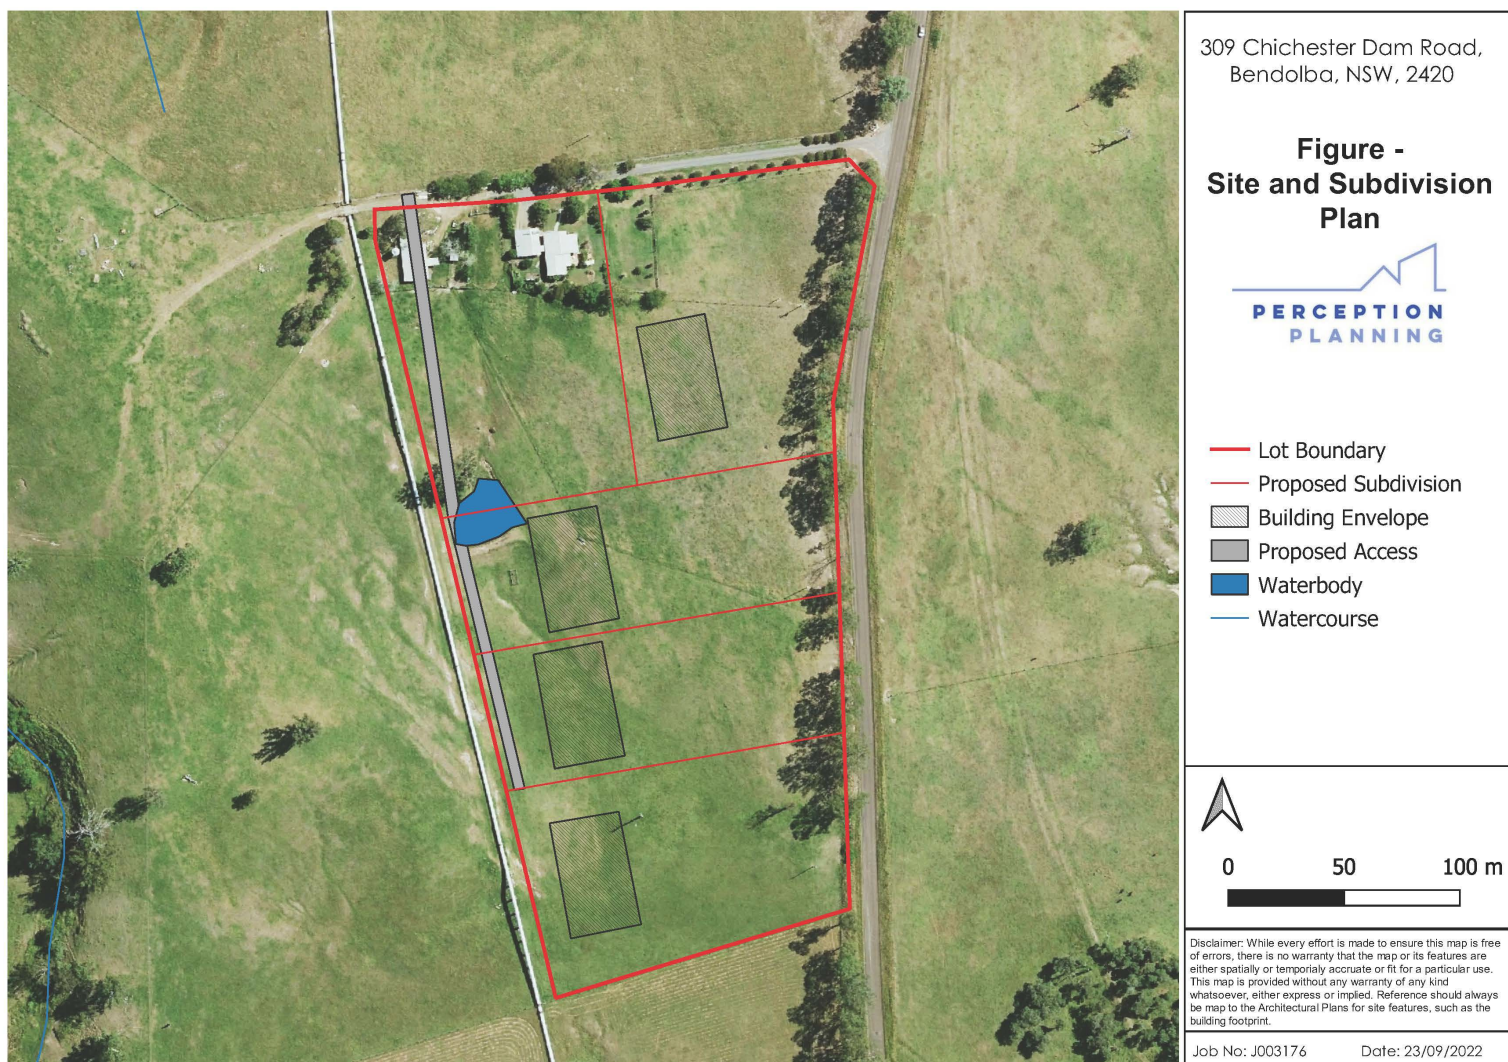 309 Chichester Dam Road,
Bendolba, NSW, 2420
Figure -
Site and Subdivision
Plan
PERCEPTION
PLANNING
Lot Boundary
Proposed Subdivision
Building Envelope
Proposed Access
Waterbody
Watercourse
0 50 100 m
Disclaimer: While every effort is made to ensure this map is free
of errors, there is no warranty that the map or its features are
either spatially or temporialy accruate or fit for a particular use.
This map is provided without any warranty of any kind
whatsoever, either express or implied. Reference should always
be map to the Architectural Plans for site features, such as the
building footprint.
Job No: J003176 Date: 23/09/2022